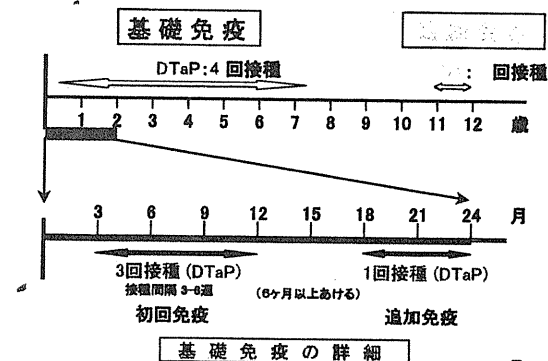 基礎免疫
DTaP:4 回接種
: 回接種
1 2 3 4 5 6 7 8 9 10 11 12 歳
3 6 9 12 15 18 21 24 月
3回接種 (DTaP) 1回接種 (DTaP)
接種間隔 3-8週 (6ヶ月以上あける)
初回免疫 追加免疫
基礎免疫の詳細